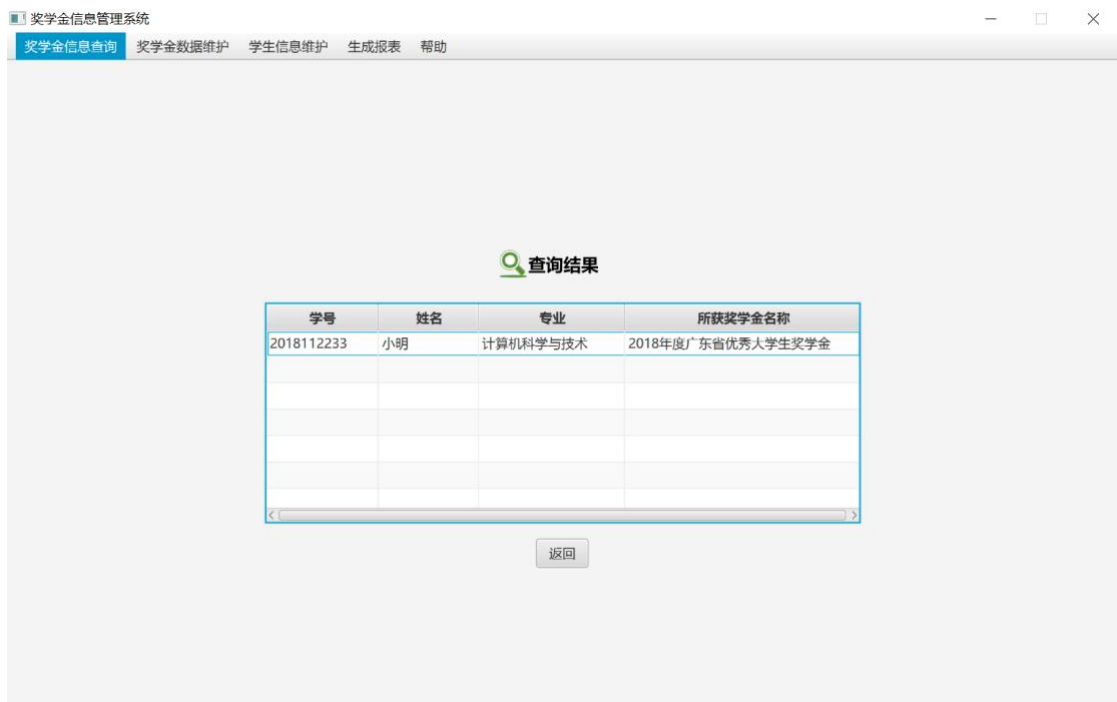 奖学金信息管理系统
奖学金信息查询 奖学金数据维护 学生信息维护 生成报表 帮助
查询结果
学号 姓名 专业 所获奖学金名称
2018112233 小明 计算机科学与技术 2018年度广东省优秀大学生奖学金
返回